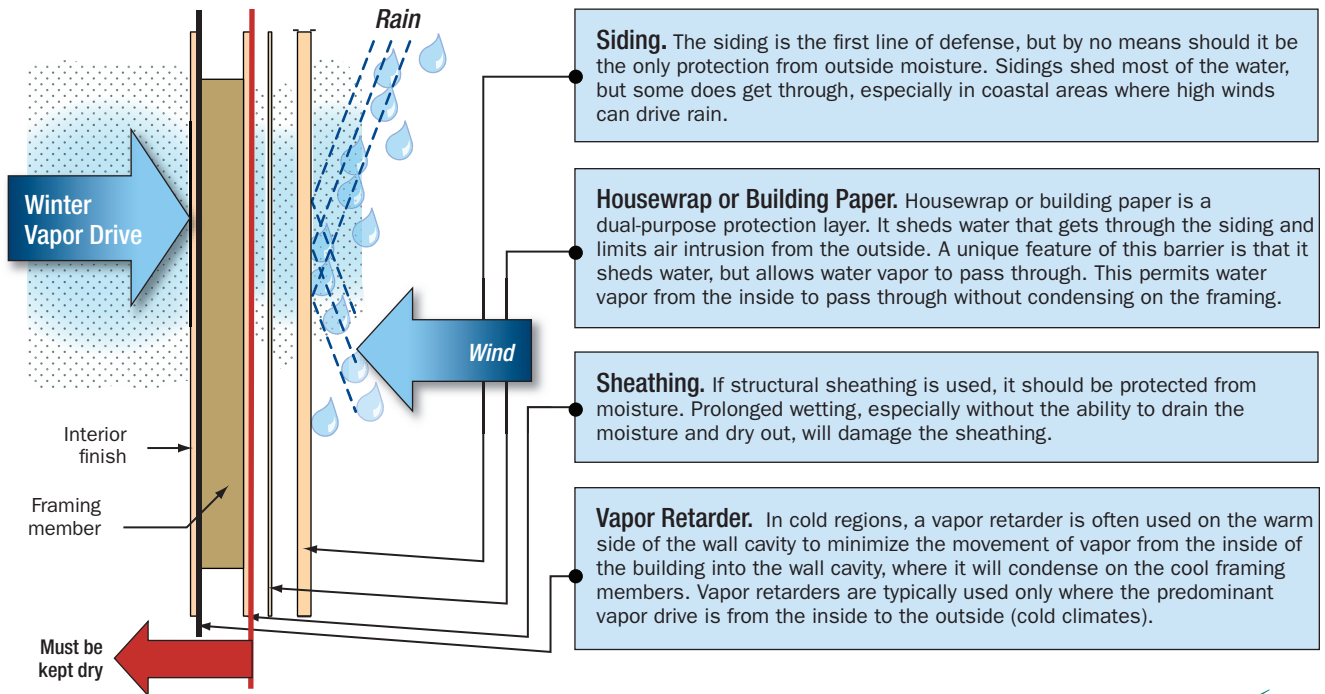 Rain
Winter
Vapor Drive
Wind
Interior
finish
Framing
member
Must be
kept dry
Siding. The siding is the first line of defense, but by no means should it be
the only protection from outside moisture. Sidings shed most of the water,
but some does get through, especially in coastal areas where high winds
can drive rain.
Housewrap or Building Paper. Housewrap or building paper is a
dual-purpose protection layer. It sheds water that gets through the siding and
limits air intrusion from the outside. A unique feature of this barrier is that it
sheds water, but allows water vapor to pass through. This permits water
vapor from the inside to pass through without condensing on the framing.
Sheathing. If structural sheathing is used, it should be protected from
moisture. Prolonged wetting, especially without the ability to drain the
moisture and dry out, will damage the sheathing.
Vapor Retarder. In cold regions, a vapor retarder is often used on the warm
side of the wall cavity to minimize the movement of vapor from the inside of
the building into the wall cavity, where it will condense on the cool framing
members. Vapor retarders are typically used only where the predominant
vapor drive is from the inside to the outside (cold climates).